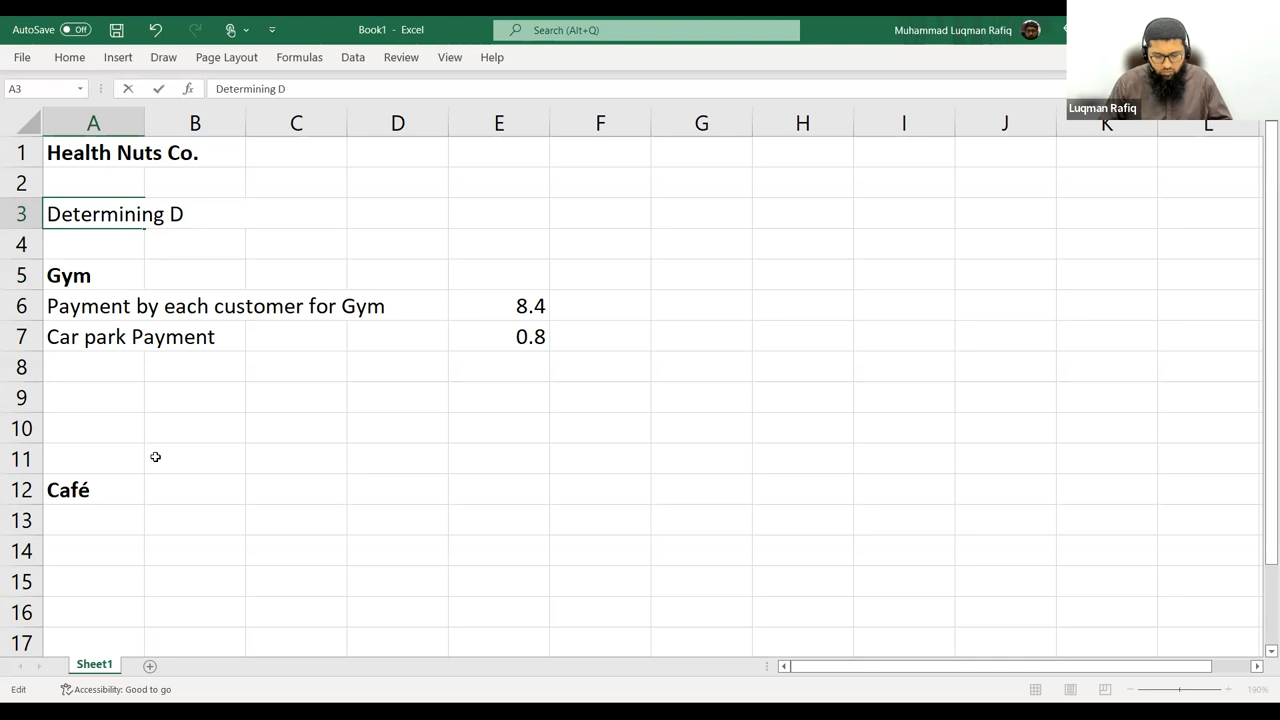 AutoSave Off Book1 - Excel Search (Alt+Q) Muhammad Luqman Rafiq
File Home Insert Draw Page Layout Formulas Data Review View Help
Luqman Rafiq
A3 fx Determining D
A B C D E F G H I J K L
1 Health Nuts Co.
2
3 Determining D
4
5 Gym
6 Payment by each customer for Gym 8.4
7 Car park Payment 0.8
8
9
10
11
12 Café
13
14
15
16
17
Sheet1
Edit Accessibility: Good to go 190%